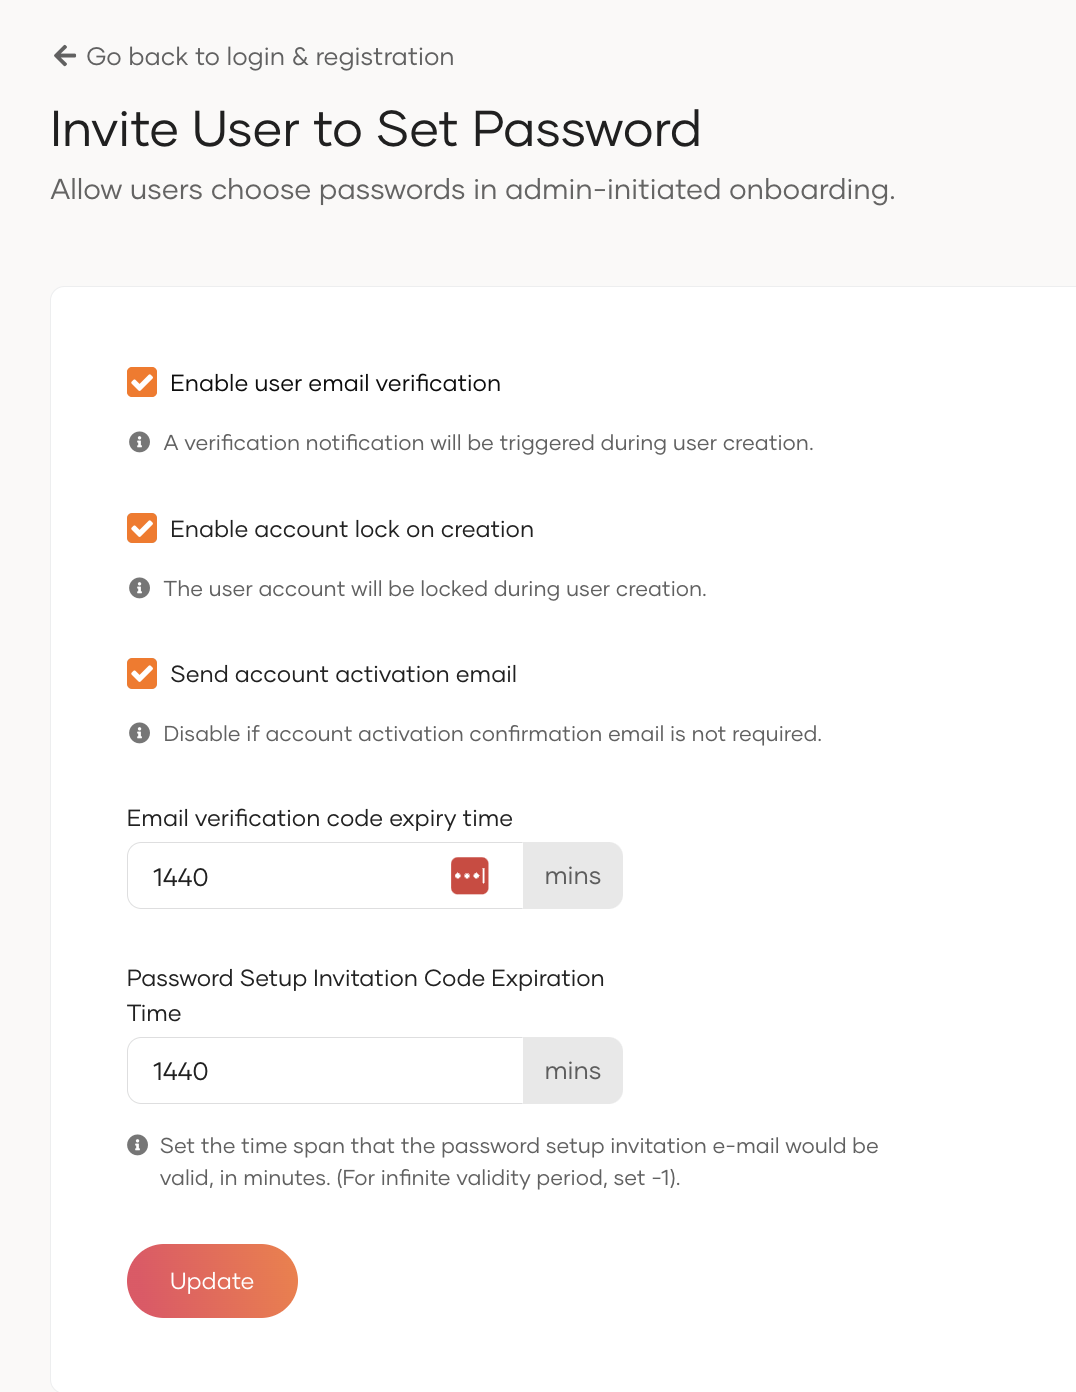 Go back to login & registration
Invite User to Set Password
Allow users choose passwords in admin-initiated onboarding.
Enable user email verification
A verification notification will be triggered during user creation.
Enable account lock on creation
The user account will be locked during user creation.
Send account activation email
Disable if account activation confirmation email is not required.
Email verification code expiry time
1440 mins
Password Setup Invitation Code Expiration
Time
1440 mins
Set the time span that the password setup invitation e-mail would be
valid, in minutes. (For infinite validity period, set -1).
Update